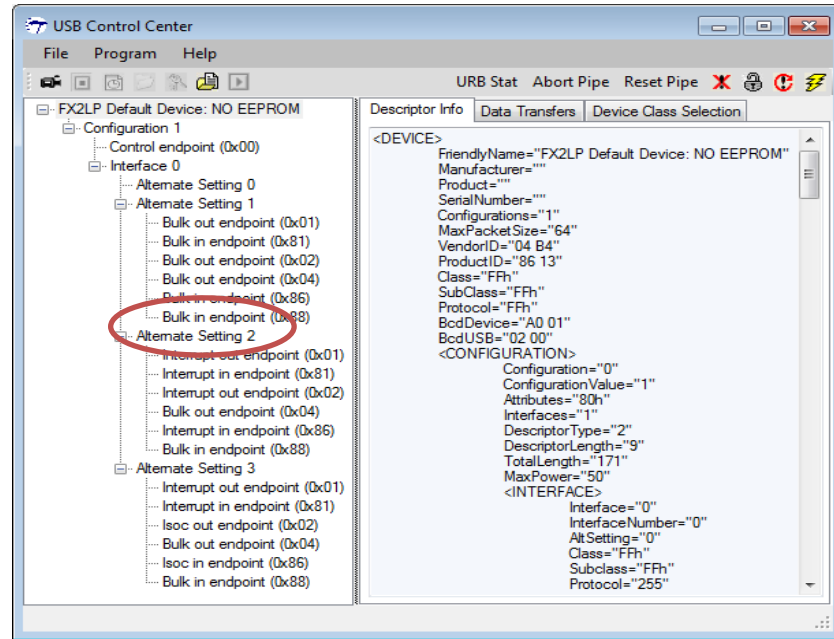 USB Control Center
File Program Help
URB Stat Abort Pipe Reset Pipe
FX2LP Default Device: NO EEPROM
Configuration 1
Control endpoint (0x00)
Interface 0
Alternate Setting 0
Alternate Setting 1
Bulk out endpoint (0x01)
Bulk in endpoint (0x81)
Bulk out endpoint (0x02)
Bulk out endpoint (0x04)
Bulk in endpoint (0x86)
Bulk in endpoint (0x88)
Alternate Setting 2
Interrupt out endpoint (0x01)
Interrupt in endpoint (0x81)
Interrupt out endpoint (0x02)
Bulk out endpoint (0x04)
Interrupt in endpoint (0x86)
Bulk in endpoint (0x88)
Alternate Setting 3
Interrupt out endpoint (0x01)
Interrupt in endpoint (0x81)
Isoc out endpoint (0x02)
Bulk out endpoint (0x04)
Isoc in endpoint (0x86)
Bulk in endpoint (0x88)
Descriptor Info Data Transfers Device Class Selection
<DEVICE>
FriendlyName="FX2LP Default Device: NO EEPROM"
Manufacturer=""
Product=""
SerialNumber=""
Configurations="1"
MaxPacketSize="64"
VendorID="04 B4"
ProductID="86 13"
Class="FFh"
SubClass="FFh"
Protocol="FFh"
BcdDevice="A0 01"
BcdUSB="02 00"
<CONFIGURATION>
Configuration="0"
ConfigurationValue="1"
Attributes="80h"
Interfaces="1"
DescriptorType="2"
DescriptorLength="9"
TotalLength="171"
MaxPower="50"
<INTERFACE>
Interface="0"
InterfaceNumber="0"
AltSetting="0"
Class="FFh"
Subclass="FFh"
Protocol="255"